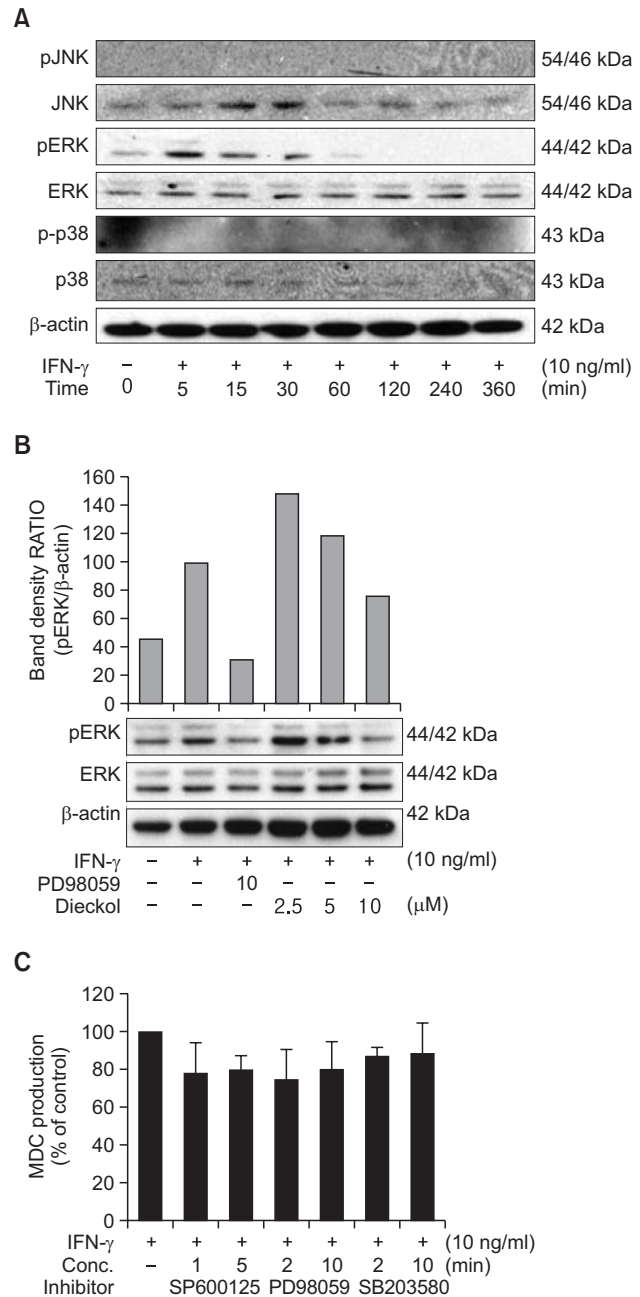 A
pJNK 54/46 kDa
JNK 54/46 kDa
pERK 44/42 kDa
ERK 44/42 kDa
p-p38 43 kDa
p38 43 kDa
β-actin 42 kDa
IFN-γ – + + + + + + + (10 ng/ml)
Time 0 5 15 30 60 120 240 360 (min)
B
Band density RATIO
(pERK/β-actin)
160
140
120
100
80
60
40
20
0
pERK 44/42 kDa
ERK 44/42 kDa
β-actin 42 kDa
IFN-γ – + + + + + (10 ng/ml)
PD98059 – – 10 – – –
Dieckol – – – 2.5 5 10 (μM)
C
MDC production
(% of control)
120
100
80
60
40
20
0
IFN-γ + + + + + + + (10 ng/ml)
Conc. – 1 5 2 10 2 10 (min)
Inhibitor SP600125 PD98059 SB203580